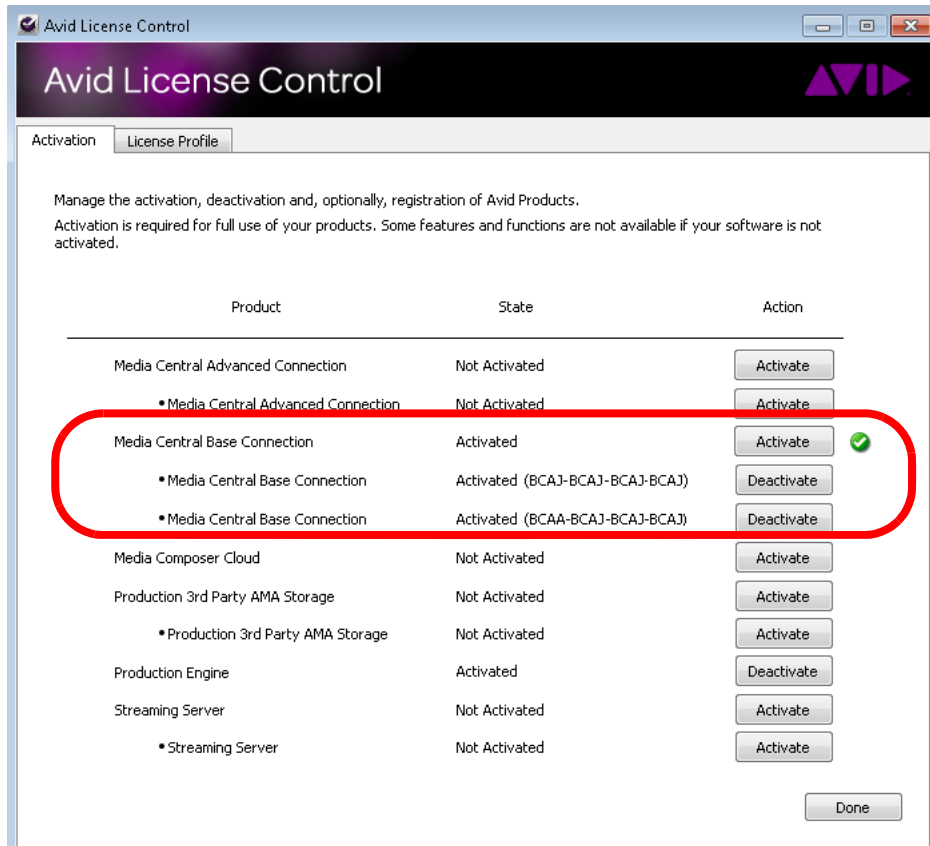 Avid License Control
Avid License Control
AVID
Activation License Profile
Manage the activation, deactivation and, optionally, registration of Avid Products.
Activation is required for full use of your products. Some features and functions are not available if your software is not
activated.
Product State Action
Media Central Advanced Connection Not Activated Activate
• Media Central Advanced Connection Not Activated Activate
Media Central Base Connection Activated Activate
• Media Central Base Connection Activated (BCAJ-BCAJ-BCAJ-BCAJ) Deactivate
• Media Central Base Connection Activated (BCAA-BCAJ-BCAJ-BCAJ) Deactivate
Media Composer Cloud Not Activated Activate
Production 3rd Party AMA Storage Not Activated Activate
• Production 3rd Party AMA Storage Not Activated Activate
Production Engine Activated Deactivate
Streaming Server Not Activated Activate
• Streaming Server Not Activated Activate
Done